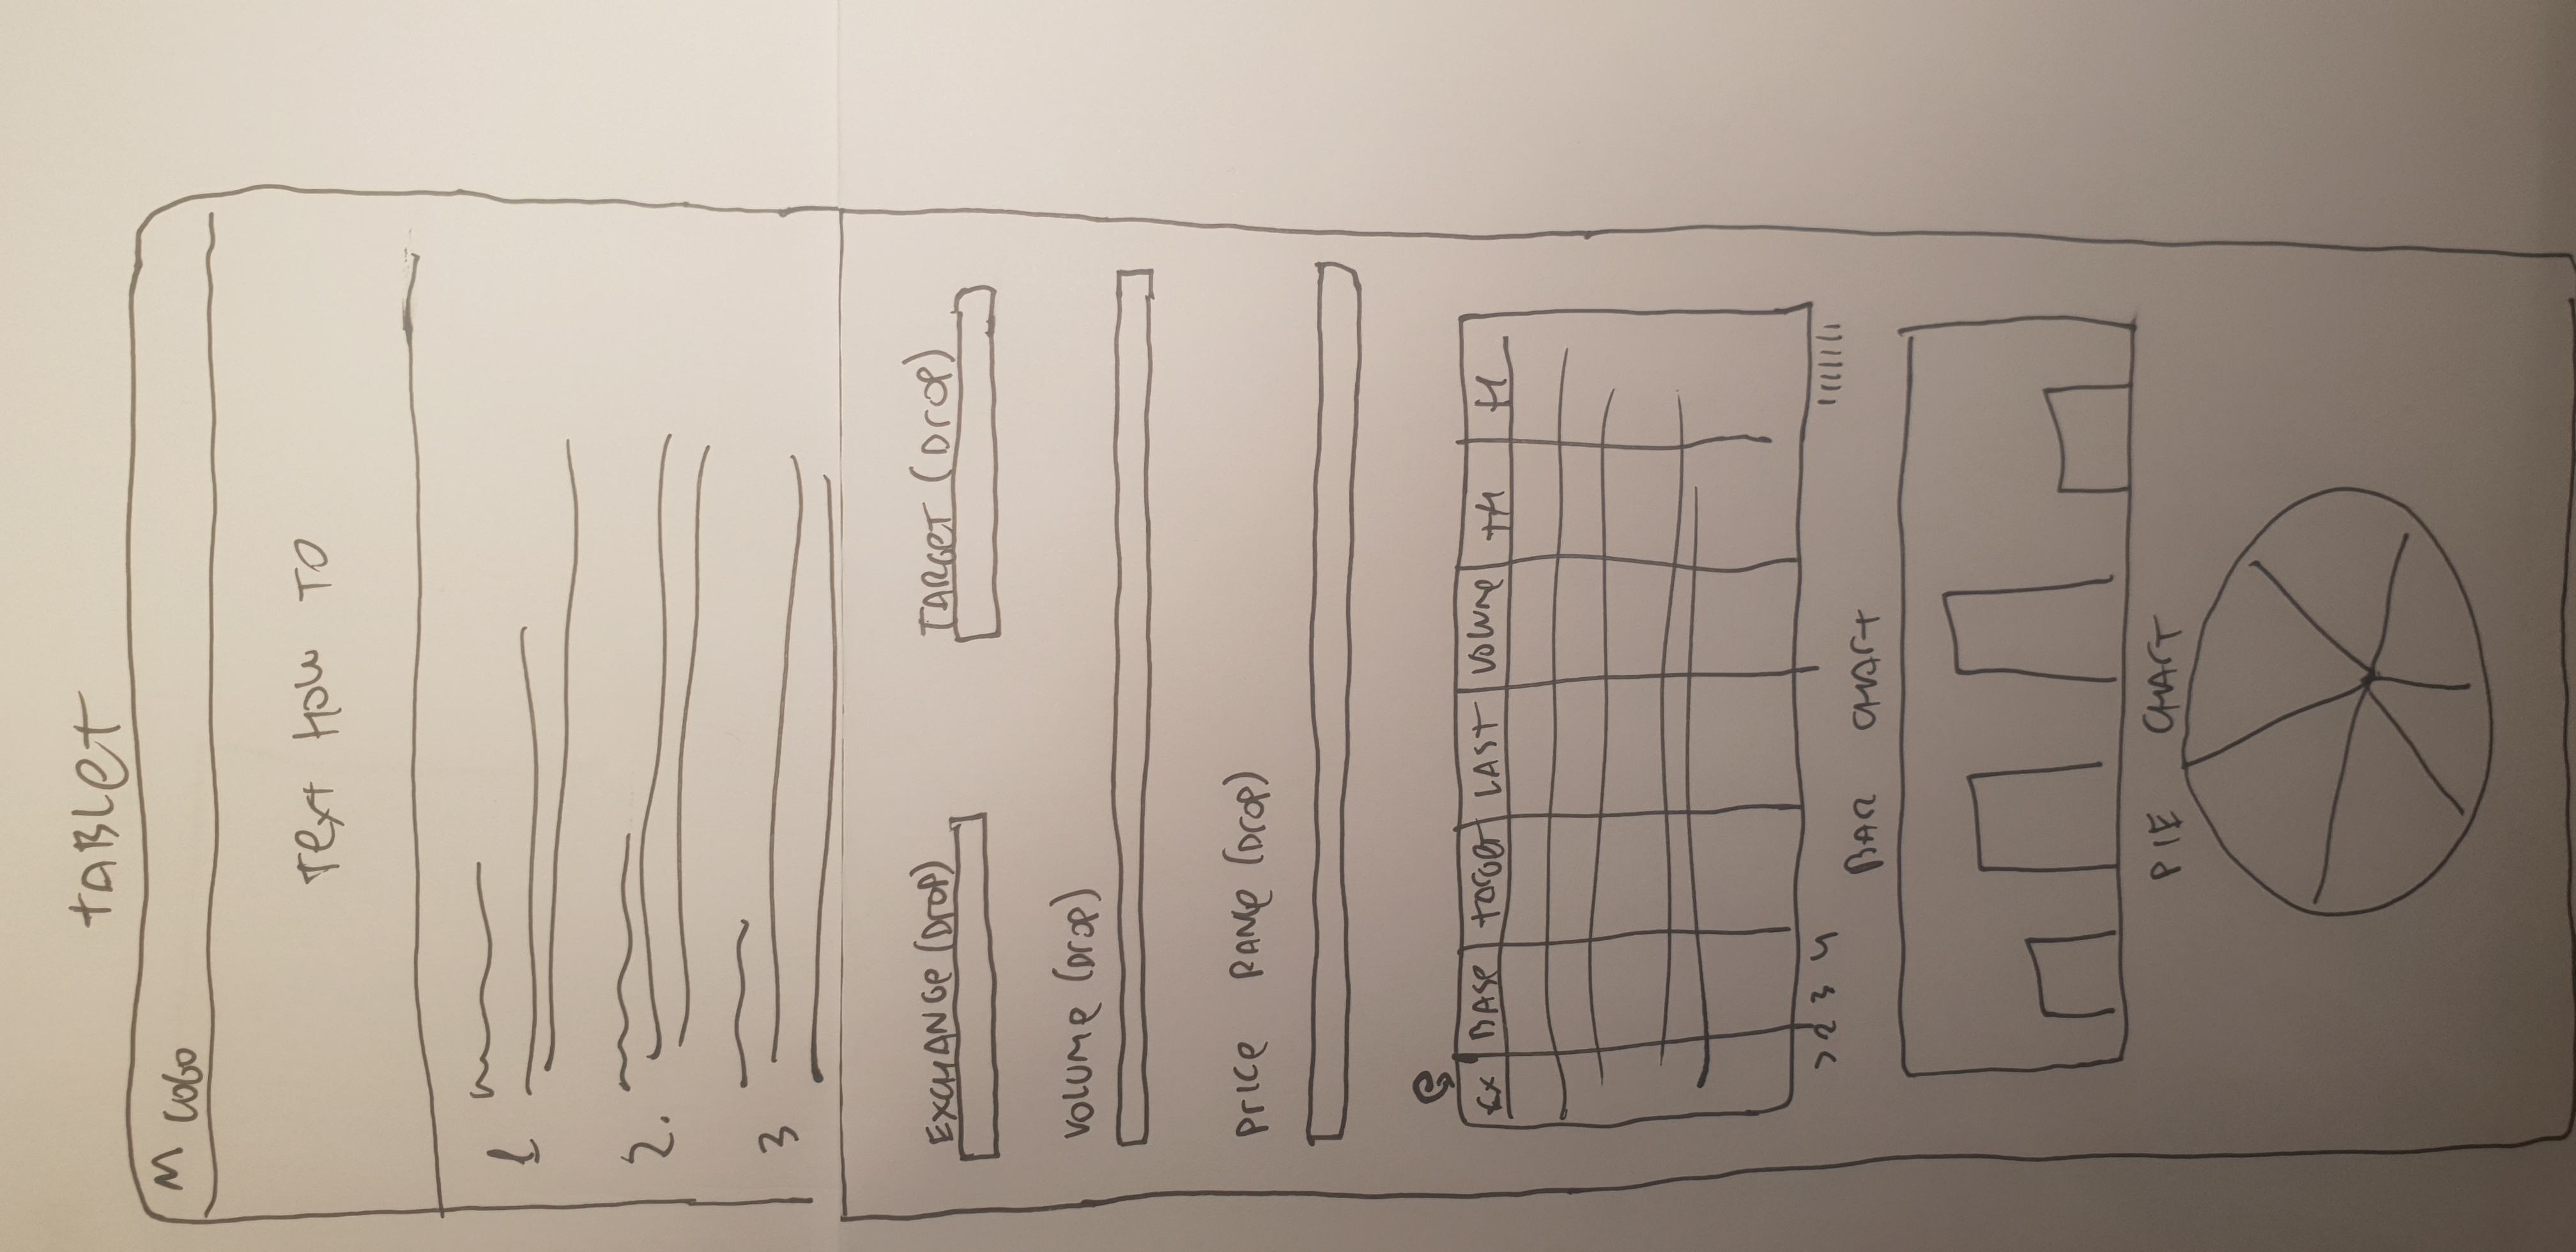 TABLET
M LOGO
Text HOW TO
1
2.
3
EXCHANGE (DROP) TARGET (DROP)
VOLUME (DROP)
PRICE RANGE (DROP)
EX BASE TARGET LAST VOLUME TH H
> 2 3 4
BAR CHART
PIE CHART